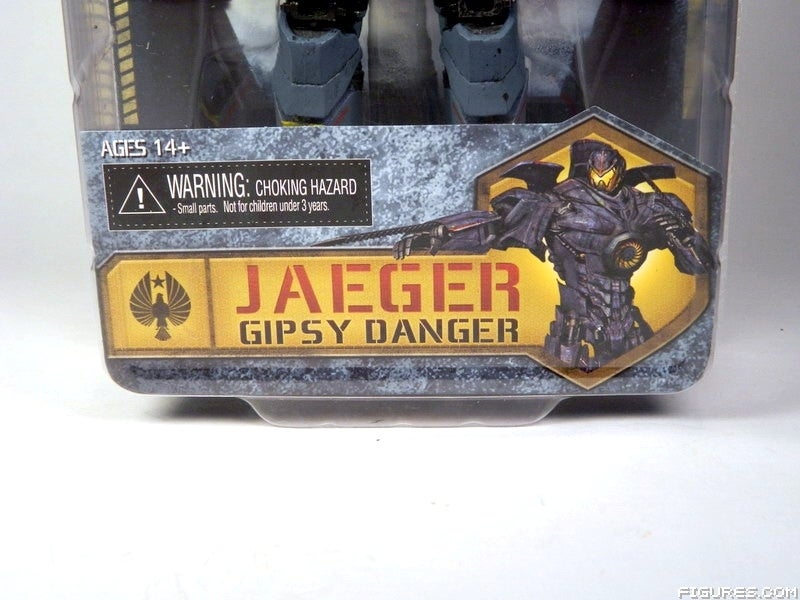 AGES 14+
WARNING: CHOKING HAZARD
- Small parts. Not for children under 3 years.
JAEGER
GIPSY DANGER
FIGURES.COM